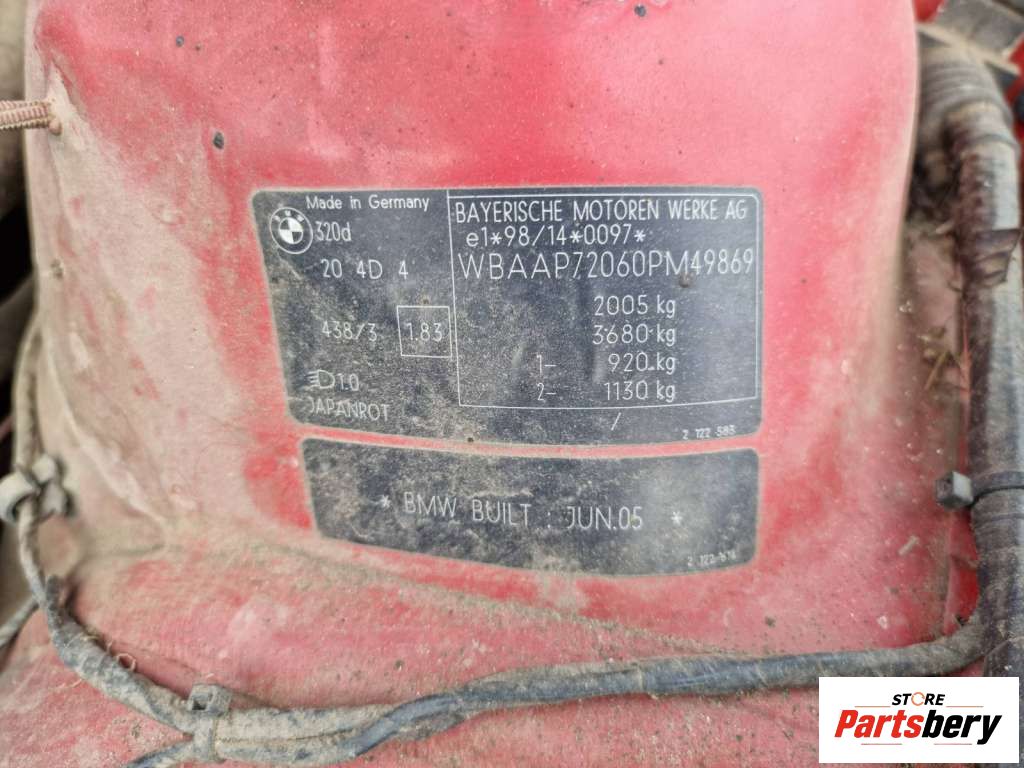 Made in Germany
320d
20 4D 4
438/3 1.83
10
JAPANROT
BAYERISCHE MOTOREN WERKE AG
e1*98/14*0097*
WBAAP72060PM49869
2005 kg
3680 kg
1- 920 kg
2- 1130 kg
/
2 122 583
* BMW BUILT : JUN.05 *
STORE
Partsbery